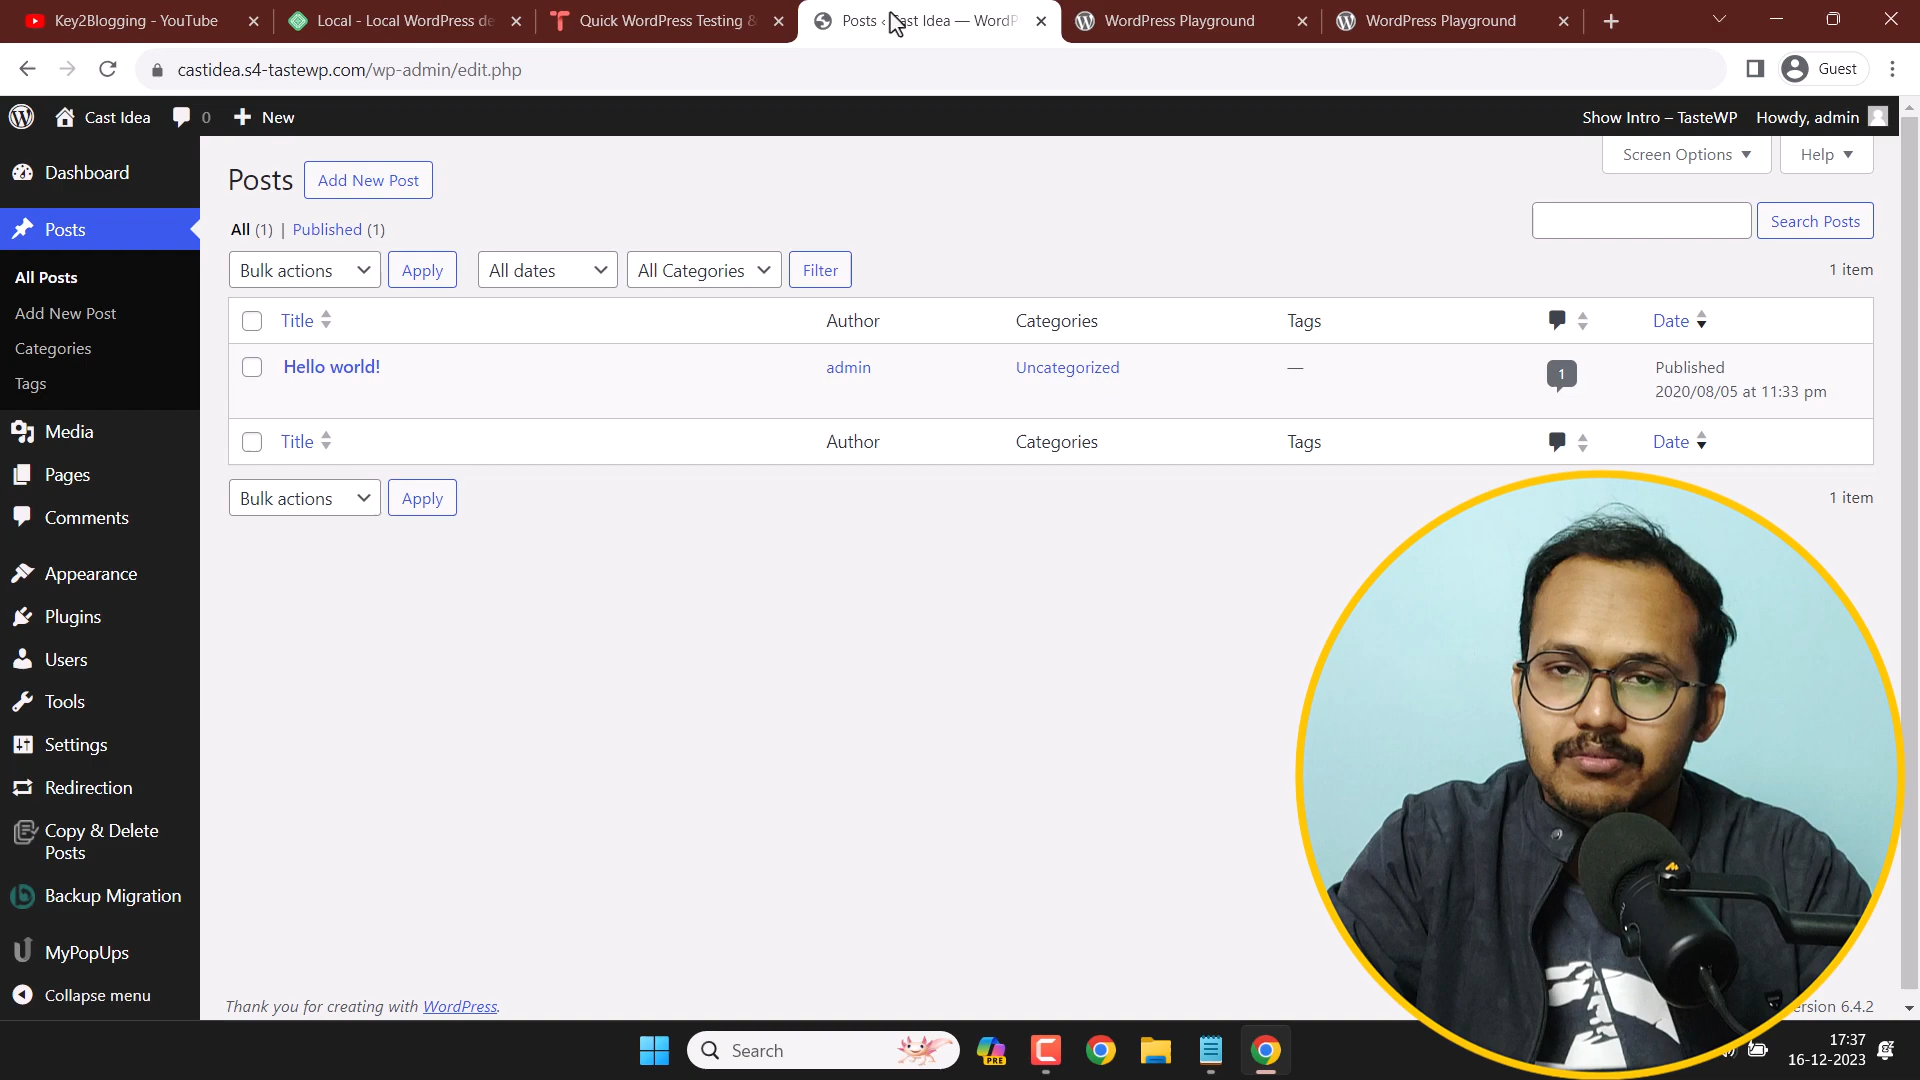 Key2Blogging - YouTube
Local - Local WordPress de
Quick WordPress Testing &
Posts ‹ Cast Idea — WordP
WordPress Playground
WordPress Playground
castidea.s4-tastewp.com/wp-admin/edit.php
Guest
Cast Idea
0
New
Show Intro – TasteWP
Howdy, admin
Dashboard
Posts
All Posts
Add New Post
Categories
Tags
Media
Pages
Comments
Appearance
Plugins
Users
Tools
Settings
Redirection
Copy & Delete
Posts
Backup Migration
MyPopUps
Collapse menu
Screen Options
Help
Posts
Add New Post
All (1) | Published (1)
Search Posts
Bulk actions
Apply
All dates
All Categories
Filter
1 item
Title
Author
Categories
Tags
Date
Hello world!
admin
Uncategorized
—
1
Published
2020/08/05 at 11:33 pm
Title
Author
Categories
Tags
Date
Bulk actions
Apply
1 item
Thank you for creating with WordPress.
ersion 6.4.2
Search
PRE
17:37
16-12-2023